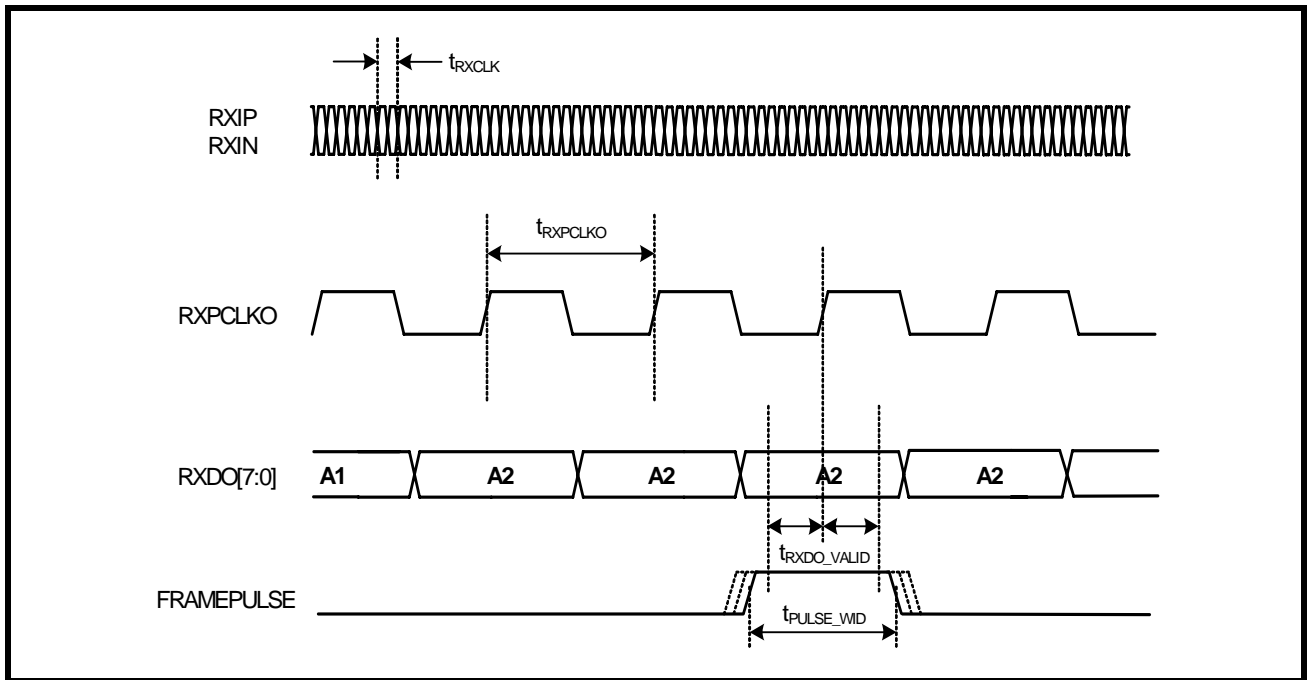 tRXCLK
RXIP
RXIN
tRXPCLKO
RXPCLKO
RXDO[7:0] A1 A2 A2 A2 A2
tRXDO_VALID
FRAMEPULSE
tPULSE_WID